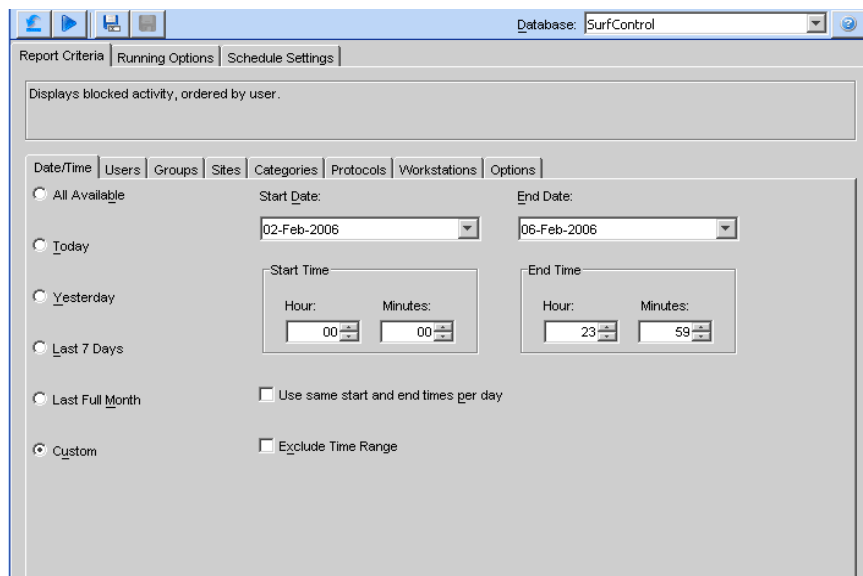 Database: SurfControl
Report Criteria Running Options Schedule Settings
Displays blocked activity, ordered by user.
Date/Time Users Groups Sites Categories Protocols Workstations Options
All Available Start Date: End Date:
02-Feb-2006 06-Feb-2006
Today
Start Time End Time
Yesterday Hour: Minutes: Hour: Minutes:
00 00 23 59
Last 7 Days
Last Full Month Use same start and end times per day
Custom Exclude Time Range